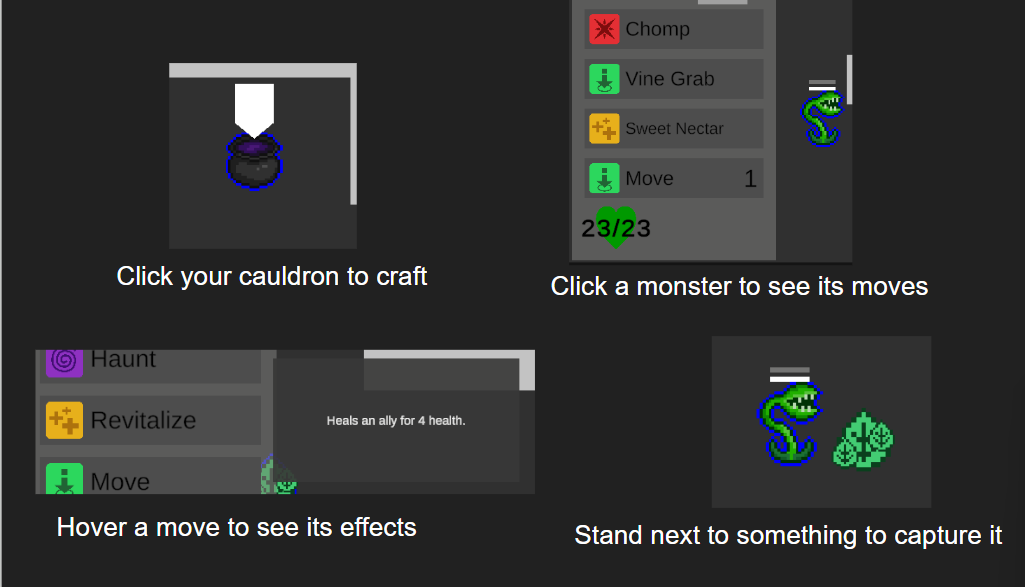 Click your cauldron to craft
Chomp
Vine Grab
Sweet Nectar
Move 1
23/23
Click a monster to see its moves
Haunt
Revitalize
Move
Heals an ally for 4 health.
Hover a move to see its effects
Stand next to something to capture it